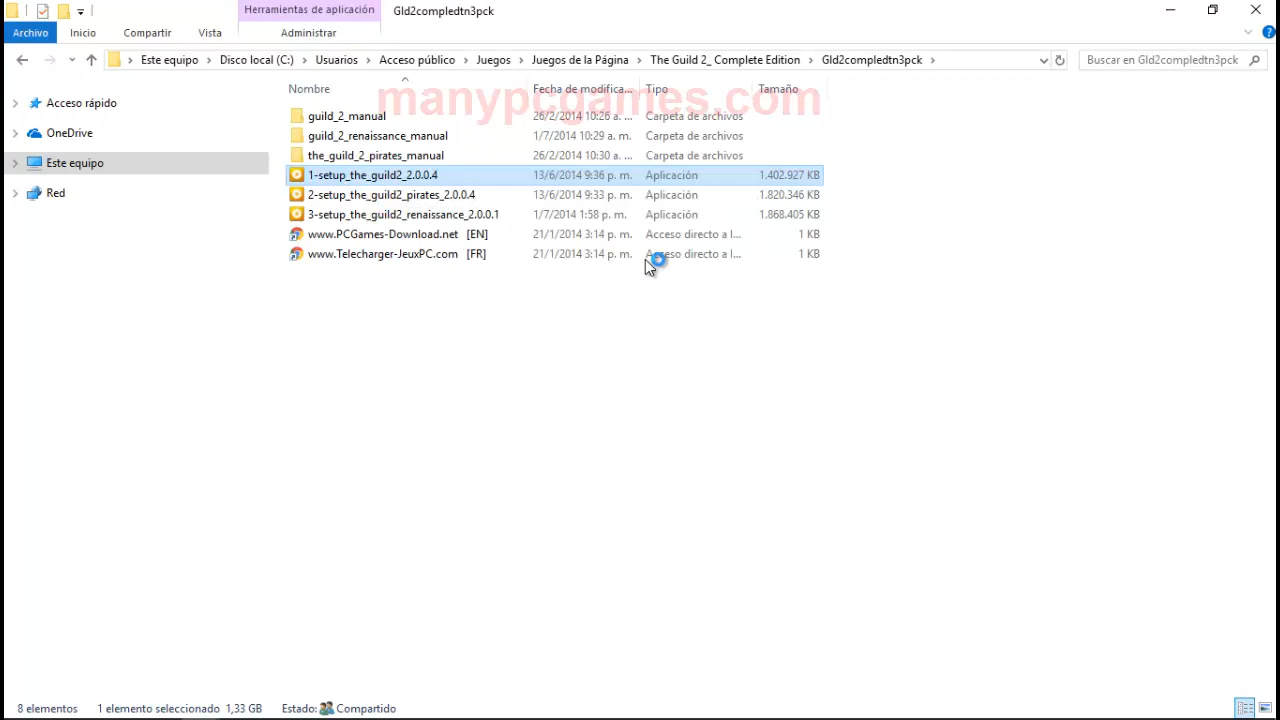 Herramientas de aplicación
Gld2compledtn3pck
Archivo Inicio Compartir Vista Administrar
Este equipo Disco local (C:) Usuarios Acceso público Juegos Juegos de la Página The Guild 2_ Complete Edition Gld2compledtn3pck
Buscar en Gld2compledtn3pck
manypcgames.com
Nombre Fecha de modifica... Tipo Tamaño
Acceso rápido
OneDrive
Este equipo
Red
guild_2_manual 26/2/2014 10:26 a. ... Carpeta de archivos
guild_2_renaissance_manual 1/7/2014 10:29 a. m. Carpeta de archivos
the_guild_2_pirates_manual 26/2/2014 10:30 a. ... Carpeta de archivos
1-setup_the_guild2_2.0.0.4 13/6/2014 9:36 p. m. Aplicación 1.402.927 KB
2-setup_the_guild2_pirates_2.0.0.4 13/6/2014 9:33 p. m. Aplicación 1.820.346 KB
3-setup_the_guild2_renaissance_2.0.0.1 1/7/2014 1:58 p. m. Aplicación 1.868.405 KB
www.PCGames-Download.net [EN] 21/1/2014 3:14 p. m. Acceso directo a I... 1 KB
www.Telecharger-JeuxPC.com [FR] 21/1/2014 3:14 p. m. Acceso directo a I... 1 KB
8 elementos 1 elemento seleccionado 1,33 GB Estado: Compartido